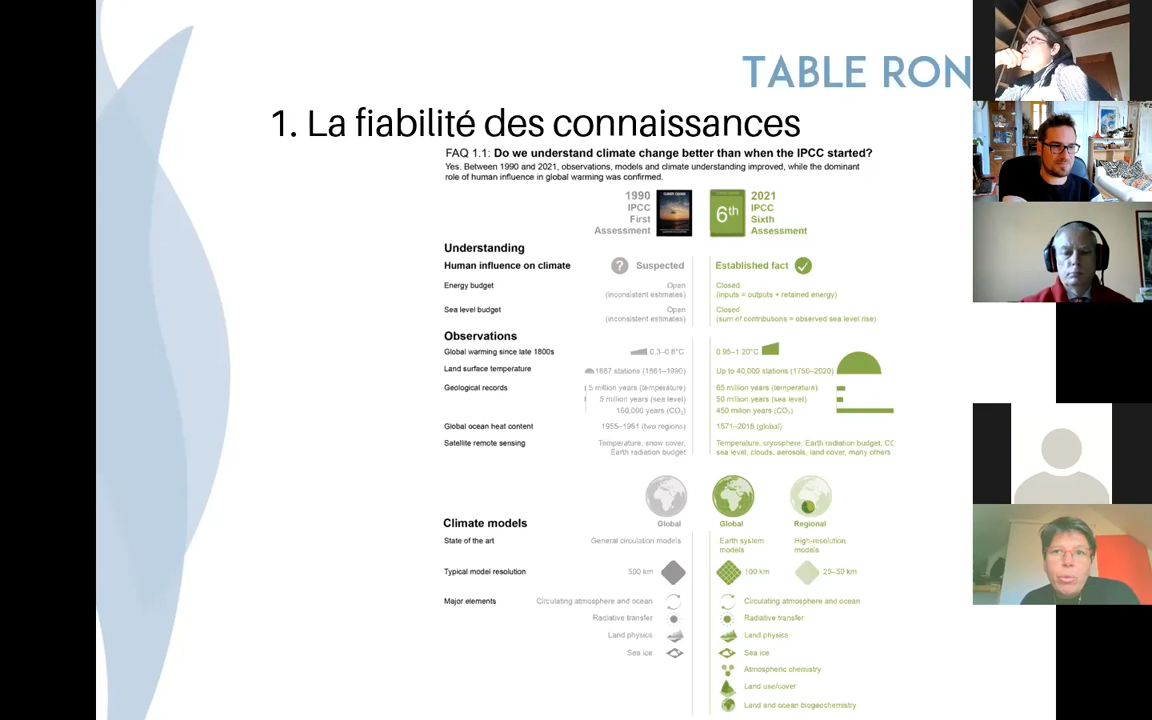 TABLE RON
1. La fiabilité des connaissances
FAQ 1.1: Do we understand climate change better than when the IPCC started?
Yes. Between 1990 and 2021, observations, models and climate understanding improved, while the dominant
role of human influence in global warming was confirmed.
1990
IPCC
First
Assessment
6th
2021
IPCC
Sixth
Assessment
Understanding
Human influence on climate ? Suspected Established fact
Energy budget Open Closed
(inconsistent estimates) (inputs = outputs + retained energy)
Sea level budget Open Closed
(inconsistent estimates) (sum of contributions = observed sea level rise)
Observations
Global warming since late 1800s 0.3–0.6°C 0.95–1.20°C
Land surface temperature 1887 stations (1861–1990) Up to 40,000 stations (1750–2020)
Geological records 5 million years (temperature) 65 million years (temperature)
5 million years (sea level) 50 million years (sea level)
160,000 years (CO₂) 450 million years (CO₂)
Global ocean heat content 1955–1981 (two regions) 1871–2018 (global)
Satellite remote sensing Temperature, snow cover, Temperature, cryosphere, Earth radiation budget, CC
Earth radiation budget sea level, clouds, aerosols, land cover, many others
Climate models Global Global Regional
State of the art General circulation models Earth system High-resolution
models models
Typical model resolution 500 km 100 km 25–50 km
Major elements Circulating atmosphere and ocean Circulating atmosphere and ocean
Radiative transfer Radiative transfer
Land physics Land physics
Sea ice Sea ice
Atmospheric chemistry
Land use/cover
Land and ocean biogeochemistry